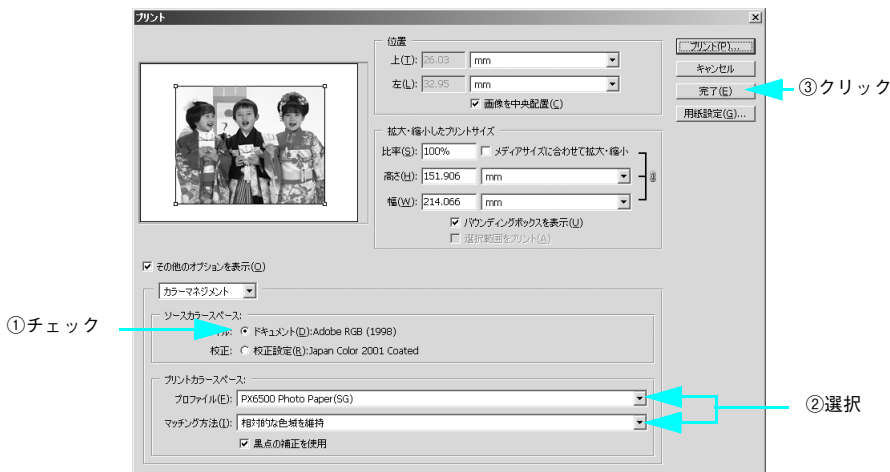 プリント
位置
上(T): 26.03 mm
左(L): 32.95 mm
画像を中央配置(C)
拡大・縮小したプリントサイズ
比率(S): 100% メディアサイズに合わせて拡大・縮小
高さ(H): 151.906 mm
幅(W): 214.066 mm
バウンディングボックスを表示(U)
選択範囲をプリント(A)
プリント(P)...
キャンセル
完了(E)
用紙設定(G)...
③クリック
その他のオプションを表示(O)
カラーマネジメント
ソースカラースペース:
①チェック
ドキュメント(D):Adobe RGB (1998)
校正: 校正設定(R):Japan Color 2001 Coated
プリントカラースペース:
プロファイル(E): PX6500 Photo Paper(SG)
マッチング方法(I): 相対的な色域を維持
黒点の補正を使用
②選択